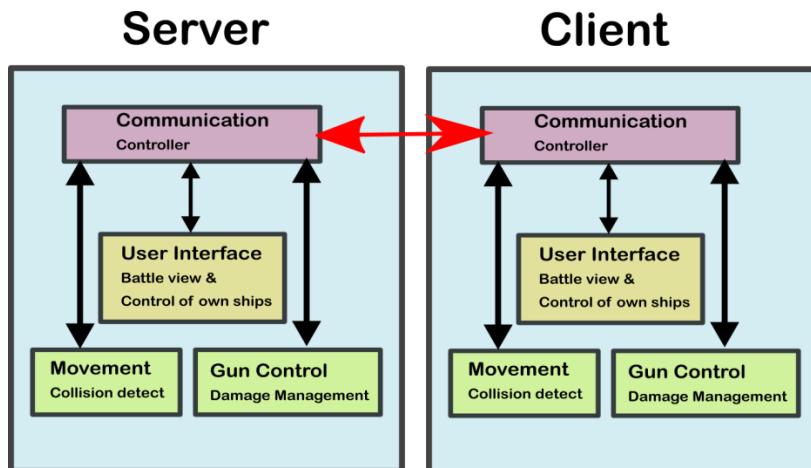 Server
Client
Communication
Controller
User Interface
Battle view &
Control of own ships
Movement
Collision detect
Gun Control
Damage Management
Communication
Controller
User Interface
Battle view &
Control of own ships
Movement
Collision detect
Gun Control
Damage Management